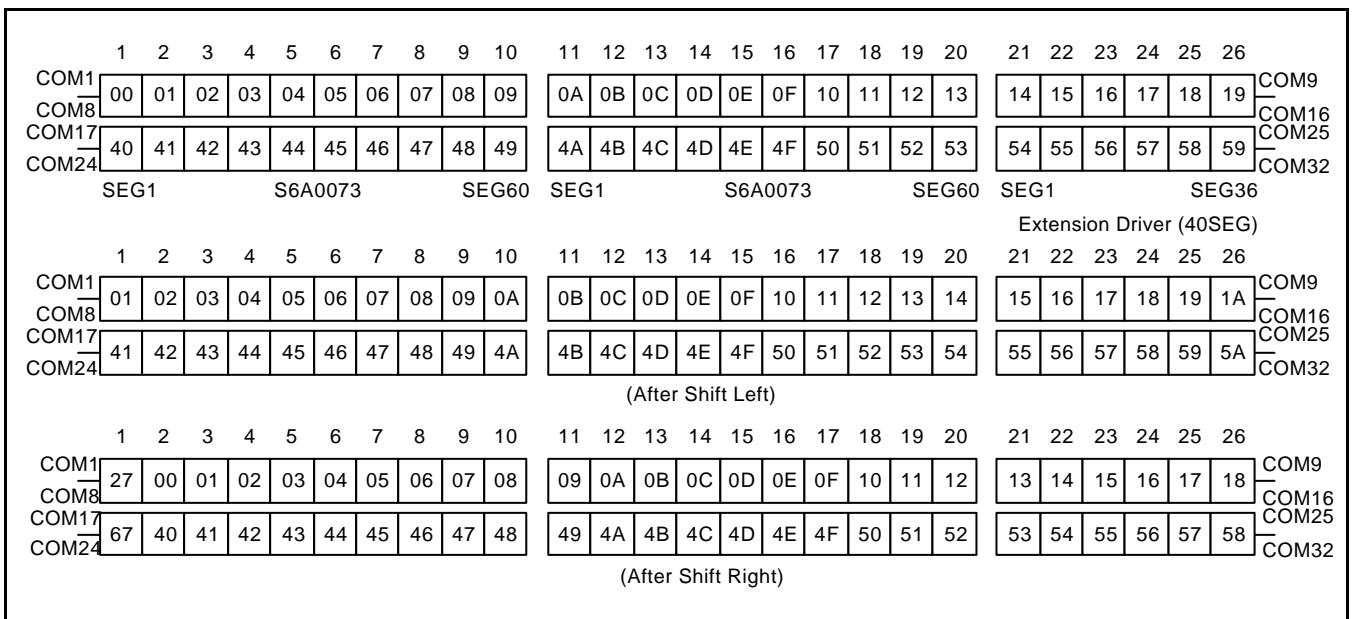 1 2 3 4 5 6 7 8 9 10 11 12 13 14 15 16 17 18 19 20 21 22 23 24 25 26
COM1 COM9
00 01 02 03 04 05 06 07 08 09 0A 0B 0C 0D 0E 0F 10 11 12 13 14 15 16 17 18 19
COM8 COM16
COM17 COM25
40 41 42 43 44 45 46 47 48 49 4A 4B 4C 4D 4E 4F 50 51 52 53 54 55 56 57 58 59
COM24 COM32
SEG1 S6A0073 SEG60 SEG1 S6A0073 SEG60 SEG1 SEG36
Extension Driver (40SEG)
1 2 3 4 5 6 7 8 9 10 11 12 13 14 15 16 17 18 19 20 21 22 23 24 25 26
COM1 COM9
01 02 03 04 05 06 07 08 09 0A 0B 0C 0D 0E 0F 10 11 12 13 14 15 16 17 18 19 1A
COM8 COM16
COM17 COM25
41 42 43 44 45 46 47 48 49 4A 4B 4C 4D 4E 4F 50 51 52 53 54 55 56 57 58 59 5A
COM24 COM32
(After Shift Left)
1 2 3 4 5 6 7 8 9 10 11 12 13 14 15 16 17 18 19 20 21 22 23 24 25 26
COM1 COM9
27 00 01 02 03 04 05 06 07 08 09 0A 0B 0C 0D 0E 0F 10 11 12 13 14 15 16 17 18
COM8 COM16
COM17 COM25
67 40 41 42 43 44 45 46 47 48 49 4A 4B 4C 4D 4E 4F 50 51 52 53 54 55 56 57 58
COM24 COM32
(After Shift Right)